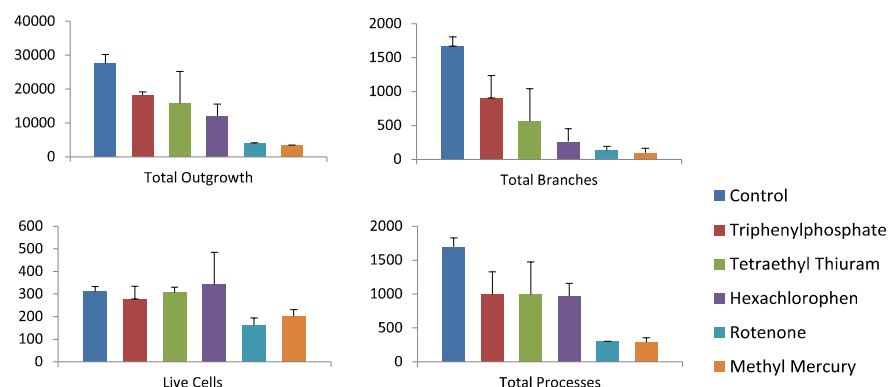 40000
30000
20000
10000
0
Total Outgrowth
2000
1500
1000
500
0
Total Branches
600
500
400
300
200
100
0
Live Cells
2000
1500
1000
500
0
Total Processes
Control
Triphenylphosphate
Tetraethyl Thiuram
Hexachlorophen
Rotenone
Methyl Mercury